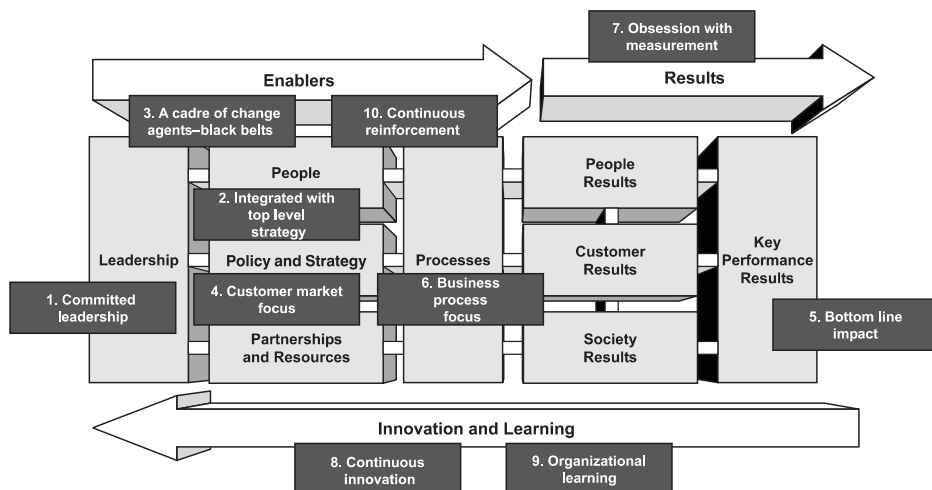 7. Obsession with
measurement
Enablers
Results
3. A cadre of change
agents–black belts
10. Continuous
reinforcement
People
2. Integrated with
top level
strategy
People
Results
Leadership
Policy and Strategy
Processes
Customer
Results
Key
Performance
Results
1. Committed
leadership
4. Customer market
focus
6. Business
process
focus
5. Bottom line
impact
Partnerships
and Resources
Society
Results
Innovation and Learning
8. Continuous
innovation
9. Organizational
learning